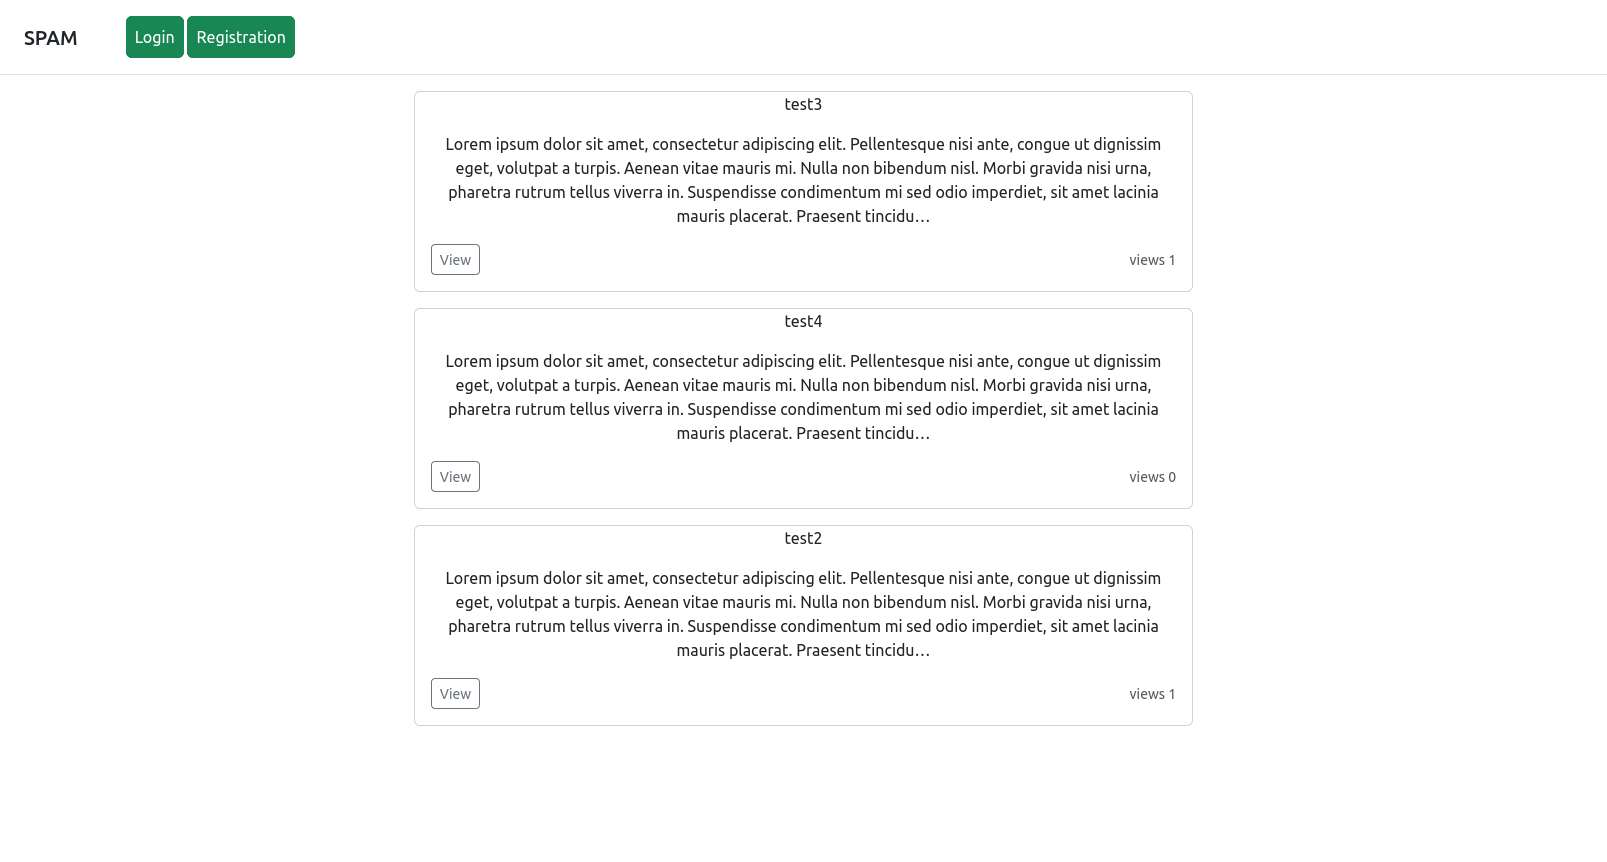 SPAM Login Registration
test3
Lorem ipsum dolor sit amet, consectetur adipiscing elit. Pellentesque nisi ante, congue ut dignissim
eget, volutpat a turpis. Aenean vitae mauris mi. Nulla non bibendum nisl. Morbi gravida nisi urna,
pharetra rutrum tellus viverra in. Suspendisse condimentum mi sed odio imperdiet, sit amet lacinia
mauris placerat. Praesent tincidu…
View views 1
test4
Lorem ipsum dolor sit amet, consectetur adipiscing elit. Pellentesque nisi ante, congue ut dignissim
eget, volutpat a turpis. Aenean vitae mauris mi. Nulla non bibendum nisl. Morbi gravida nisi urna,
pharetra rutrum tellus viverra in. Suspendisse condimentum mi sed odio imperdiet, sit amet lacinia
mauris placerat. Praesent tincidu…
View views 0
test2
Lorem ipsum dolor sit amet, consectetur adipiscing elit. Pellentesque nisi ante, congue ut dignissim
eget, volutpat a turpis. Aenean vitae mauris mi. Nulla non bibendum nisl. Morbi gravida nisi urna,
pharetra rutrum tellus viverra in. Suspendisse condimentum mi sed odio imperdiet, sit amet lacinia
mauris placerat. Praesent tincidu…
View views 1